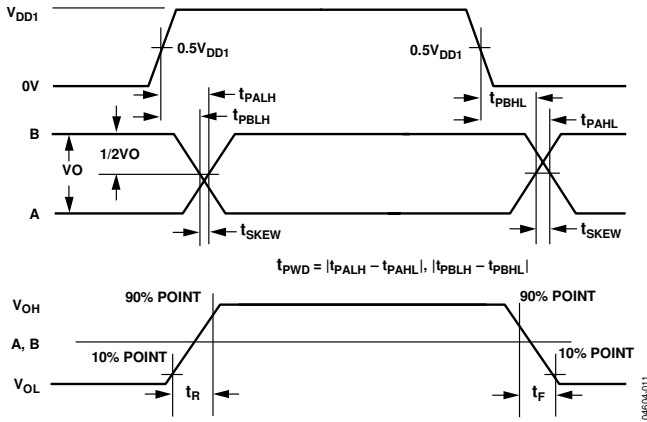 VDD1
0.5VDD1
0.5VDD1
0V
tPALH
tPBHL
B
tPBLH
tPAHL
VO
1/2VO
A
tSKEW
tSKEW
tPWD = |tPALH – tPAHL|, |tPBLH – tPBHL|
90% POINT
90% POINT
VOH
A, B
10% POINT
10% POINT
VOL
tR
tF
04604-011